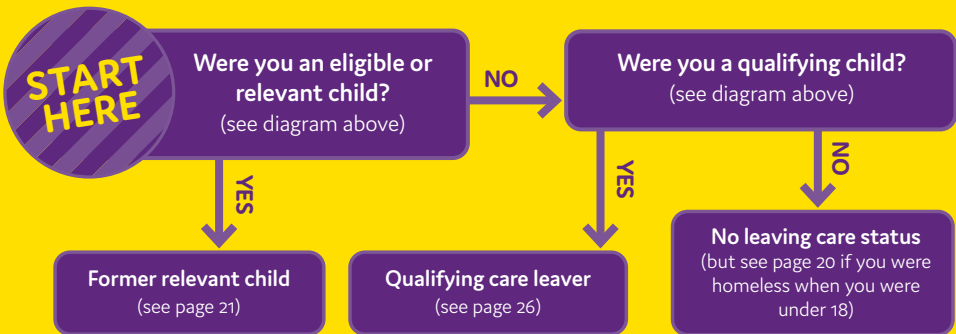 START
HERE
Were you an eligible or
relevant child?
(see diagram above)
NO
Were you a qualifying child?
(see diagram above)
YES
YES
NO
Former relevant child
(see page 21)
Qualifying care leaver
(see page 26)
No leaving care status
(but see page 20 if you were
homeless when you were
under 18)